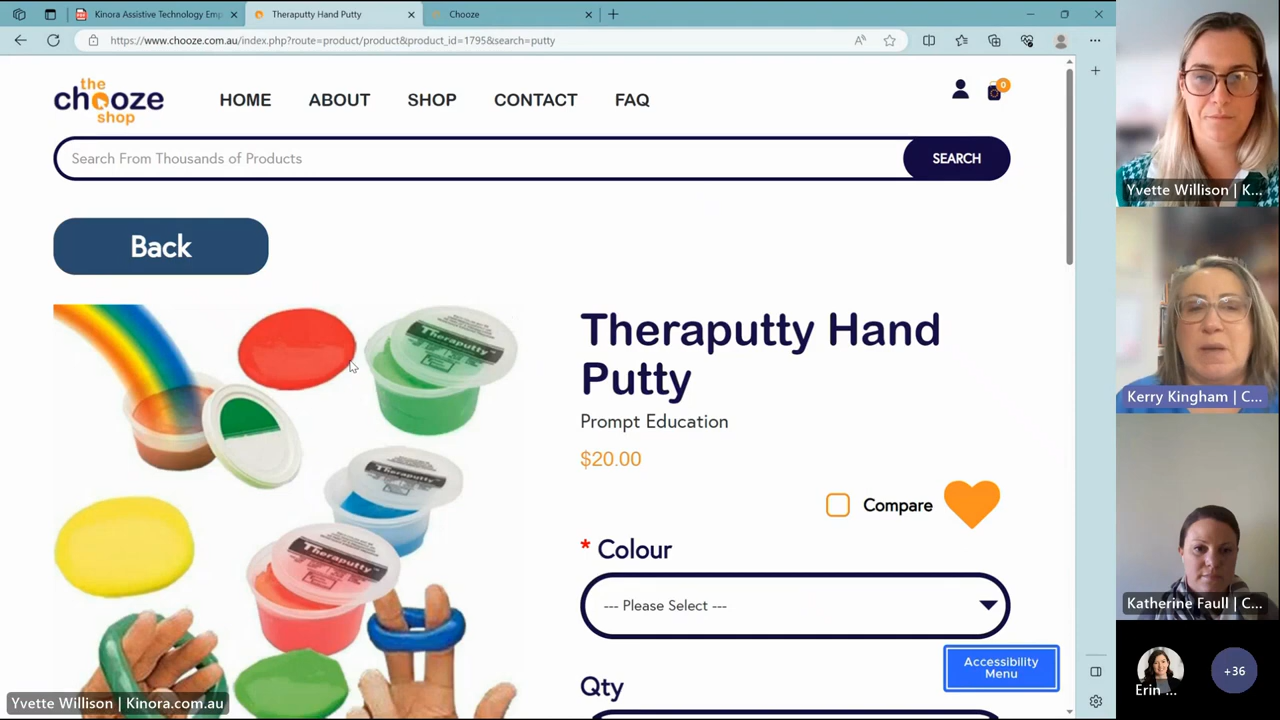 Kinora Assistive Technology Emp
Theraputty Hand Putty
Chooze
https://www.chooze.com.au/index.php?route=product/product&product_id=1795&search=putty
the
chooze
shop
HOME
ABOUT
SHOP
CONTACT
FAQ
0
Search From Thousands of Products
SEARCH
Back
Theraputty
Theraputty
Theraputty
Theraputty Hand
Putty
Prompt Education
$20.00
Compare
* Colour
--- Please Select ---
Accessibility
Menu
Qty
Yvette Willison | Kinora.com.au
Yvette Willison | K...
Kerry Kingham | C...
Katherine Faull | C...
Erin ...
+36